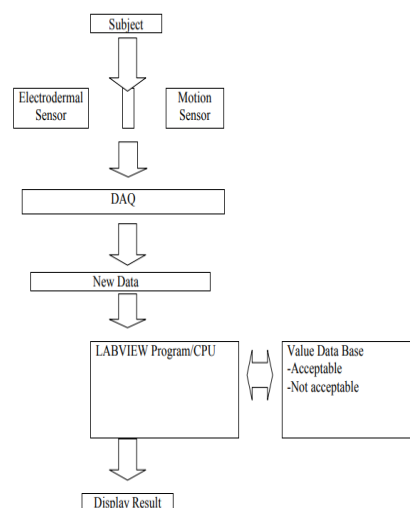 Subject
Electrodermal
Sensor
Motion
Sensor
DAQ
New Data
LABVIEW Program/CPU
Value Data Base
-Acceptable
-Not acceptable
Display Result